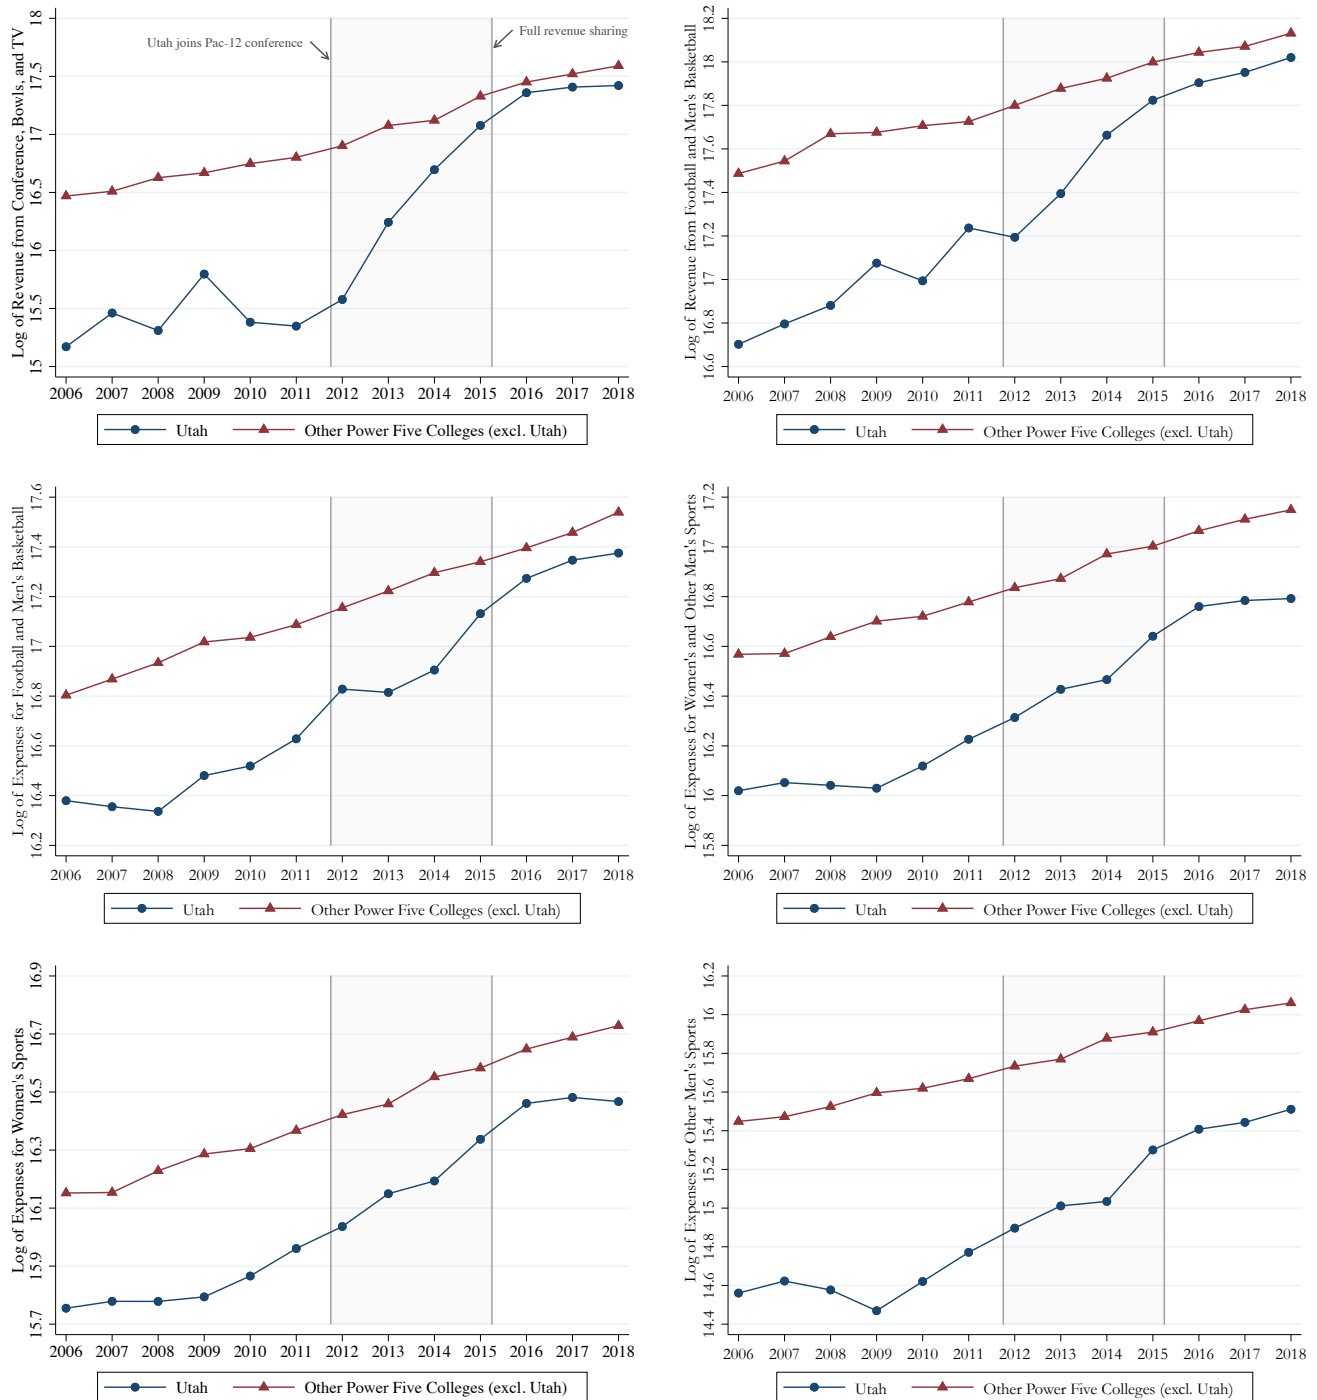 Log of Revenue from Conference, Bowls, and TV
18
17.5
17
16.5
16
15.5
15
Utah joins Pac-12 conference
Full revenue sharing
2006 2007 2008 2009 2010 2011 2012 2013 2014 2015 2016 2017 2018
Utah Other Power Five Colleges (excl. Utah)
Log of Revenue from Football and Men's Basketball
18.2
18
17.8
17.6
17.4
17.2
17
16.8
16.6
2006 2007 2008 2009 2010 2011 2012 2013 2014 2015 2016 2017 2018
Utah Other Power Five Colleges (excl. Utah)
Log of Expenses for Football and Men's Basketball
17.6
17.4
17.2
17
16.8
16.6
16.4
16.2
2006 2007 2008 2009 2010 2011 2012 2013 2014 2015 2016 2017 2018
Utah Other Power Five Colleges (excl. Utah)
Log of Expenses for Women's and Other Men's Sports
17.2
17
16.8
16.6
16.4
16.2
16
15.8
2006 2007 2008 2009 2010 2011 2012 2013 2014 2015 2016 2017 2018
Utah Other Power Five Colleges (excl. Utah)
Log of Expenses for Women's Sports
16.9
16.7
16.5
16.3
16.1
15.9
15.7
2006 2007 2008 2009 2010 2011 2012 2013 2014 2015 2016 2017 2018
Utah Other Power Five Colleges (excl. Utah)
Log of Expenses for Other Men's Sports
16.2
16
15.8
15.6
15.4
15.2
15
14.8
14.6
14.4
2006 2007 2008 2009 2010 2011 2012 2013 2014 2015 2016 2017 2018
Utah Other Power Five Colleges (excl. Utah)